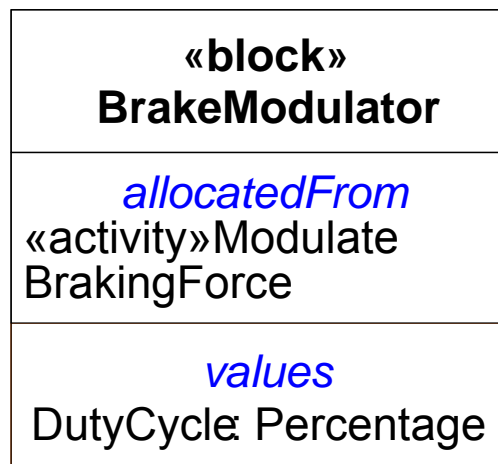 «block»
BrakeModulator
allocatedFrom
«activity»Modulate
BrakingForce
values
DutyCycle: Percentage